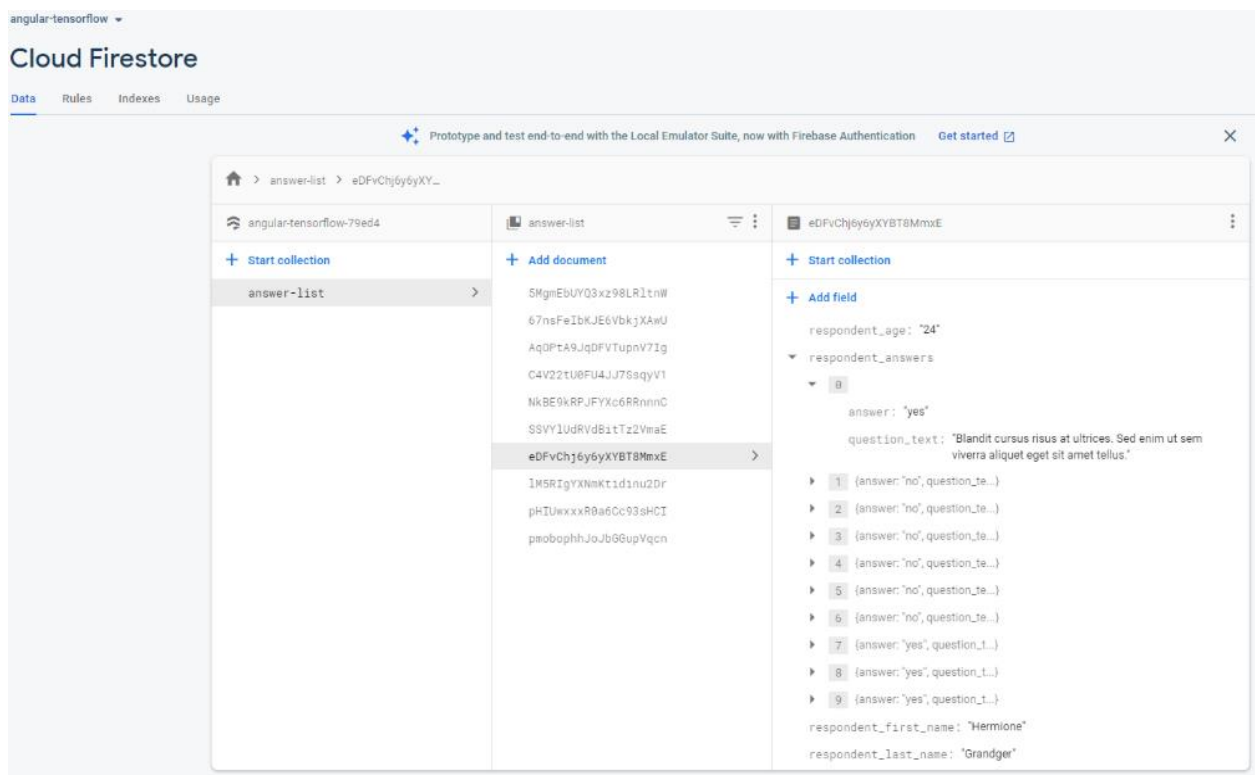 angular-tensorflow
Cloud Firestore
Data Rules Indexes Usage
Prototype and test end-to-end with the Local Emulator Suite, now with Firebase Authentication Get started
> answer-list > eDFvChj6y6yXY...
angular-tensorflow-79ed4
+ Start collection
answer-list >
answer-list
+ Add document
5MgmEbUYQ3xz98LRltnW
67nsFeIbKJE6VbkjXAwU
AqOPtA9JqDFVTupnV7Ig
C4V22tU0FU4JJ7SsqyV1
NkBE9kRPJFYXc6RRnnnC
SSVYlUdRVdBitTz2VmaE
eDFvChj6y6yXYBT8MmxE >
lM5RIgYXNmKtidinu2Dr
pHIUwxxxR0a6Cc93sHCI
pmobophhJoJbGGupVqcn
eDFvChj6y6yXYBT8MmxE
+ Start collection
+ Add field
respondent_age: "24"
respondent_answers
0
answer: "yes"
question_text: "Blandit cursus risus at ultrices. Sed enim ut sem
viverra aliquet eget sit amet tellus."
1 {answer: "no", question_te...}
2 {answer: "no", question_te...}
3 {answer: "no", question_te...}
4 {answer: "no", question_te...}
5 {answer: "no", question_te...}
6 {answer: "no", question_te...}
7 {answer: "yes", question_t...}
8 {answer: "yes", question_t...}
9 {answer: "yes", question_t...}
respondent_first_name: "Hermione"
respondent_last_name: "Grandger"